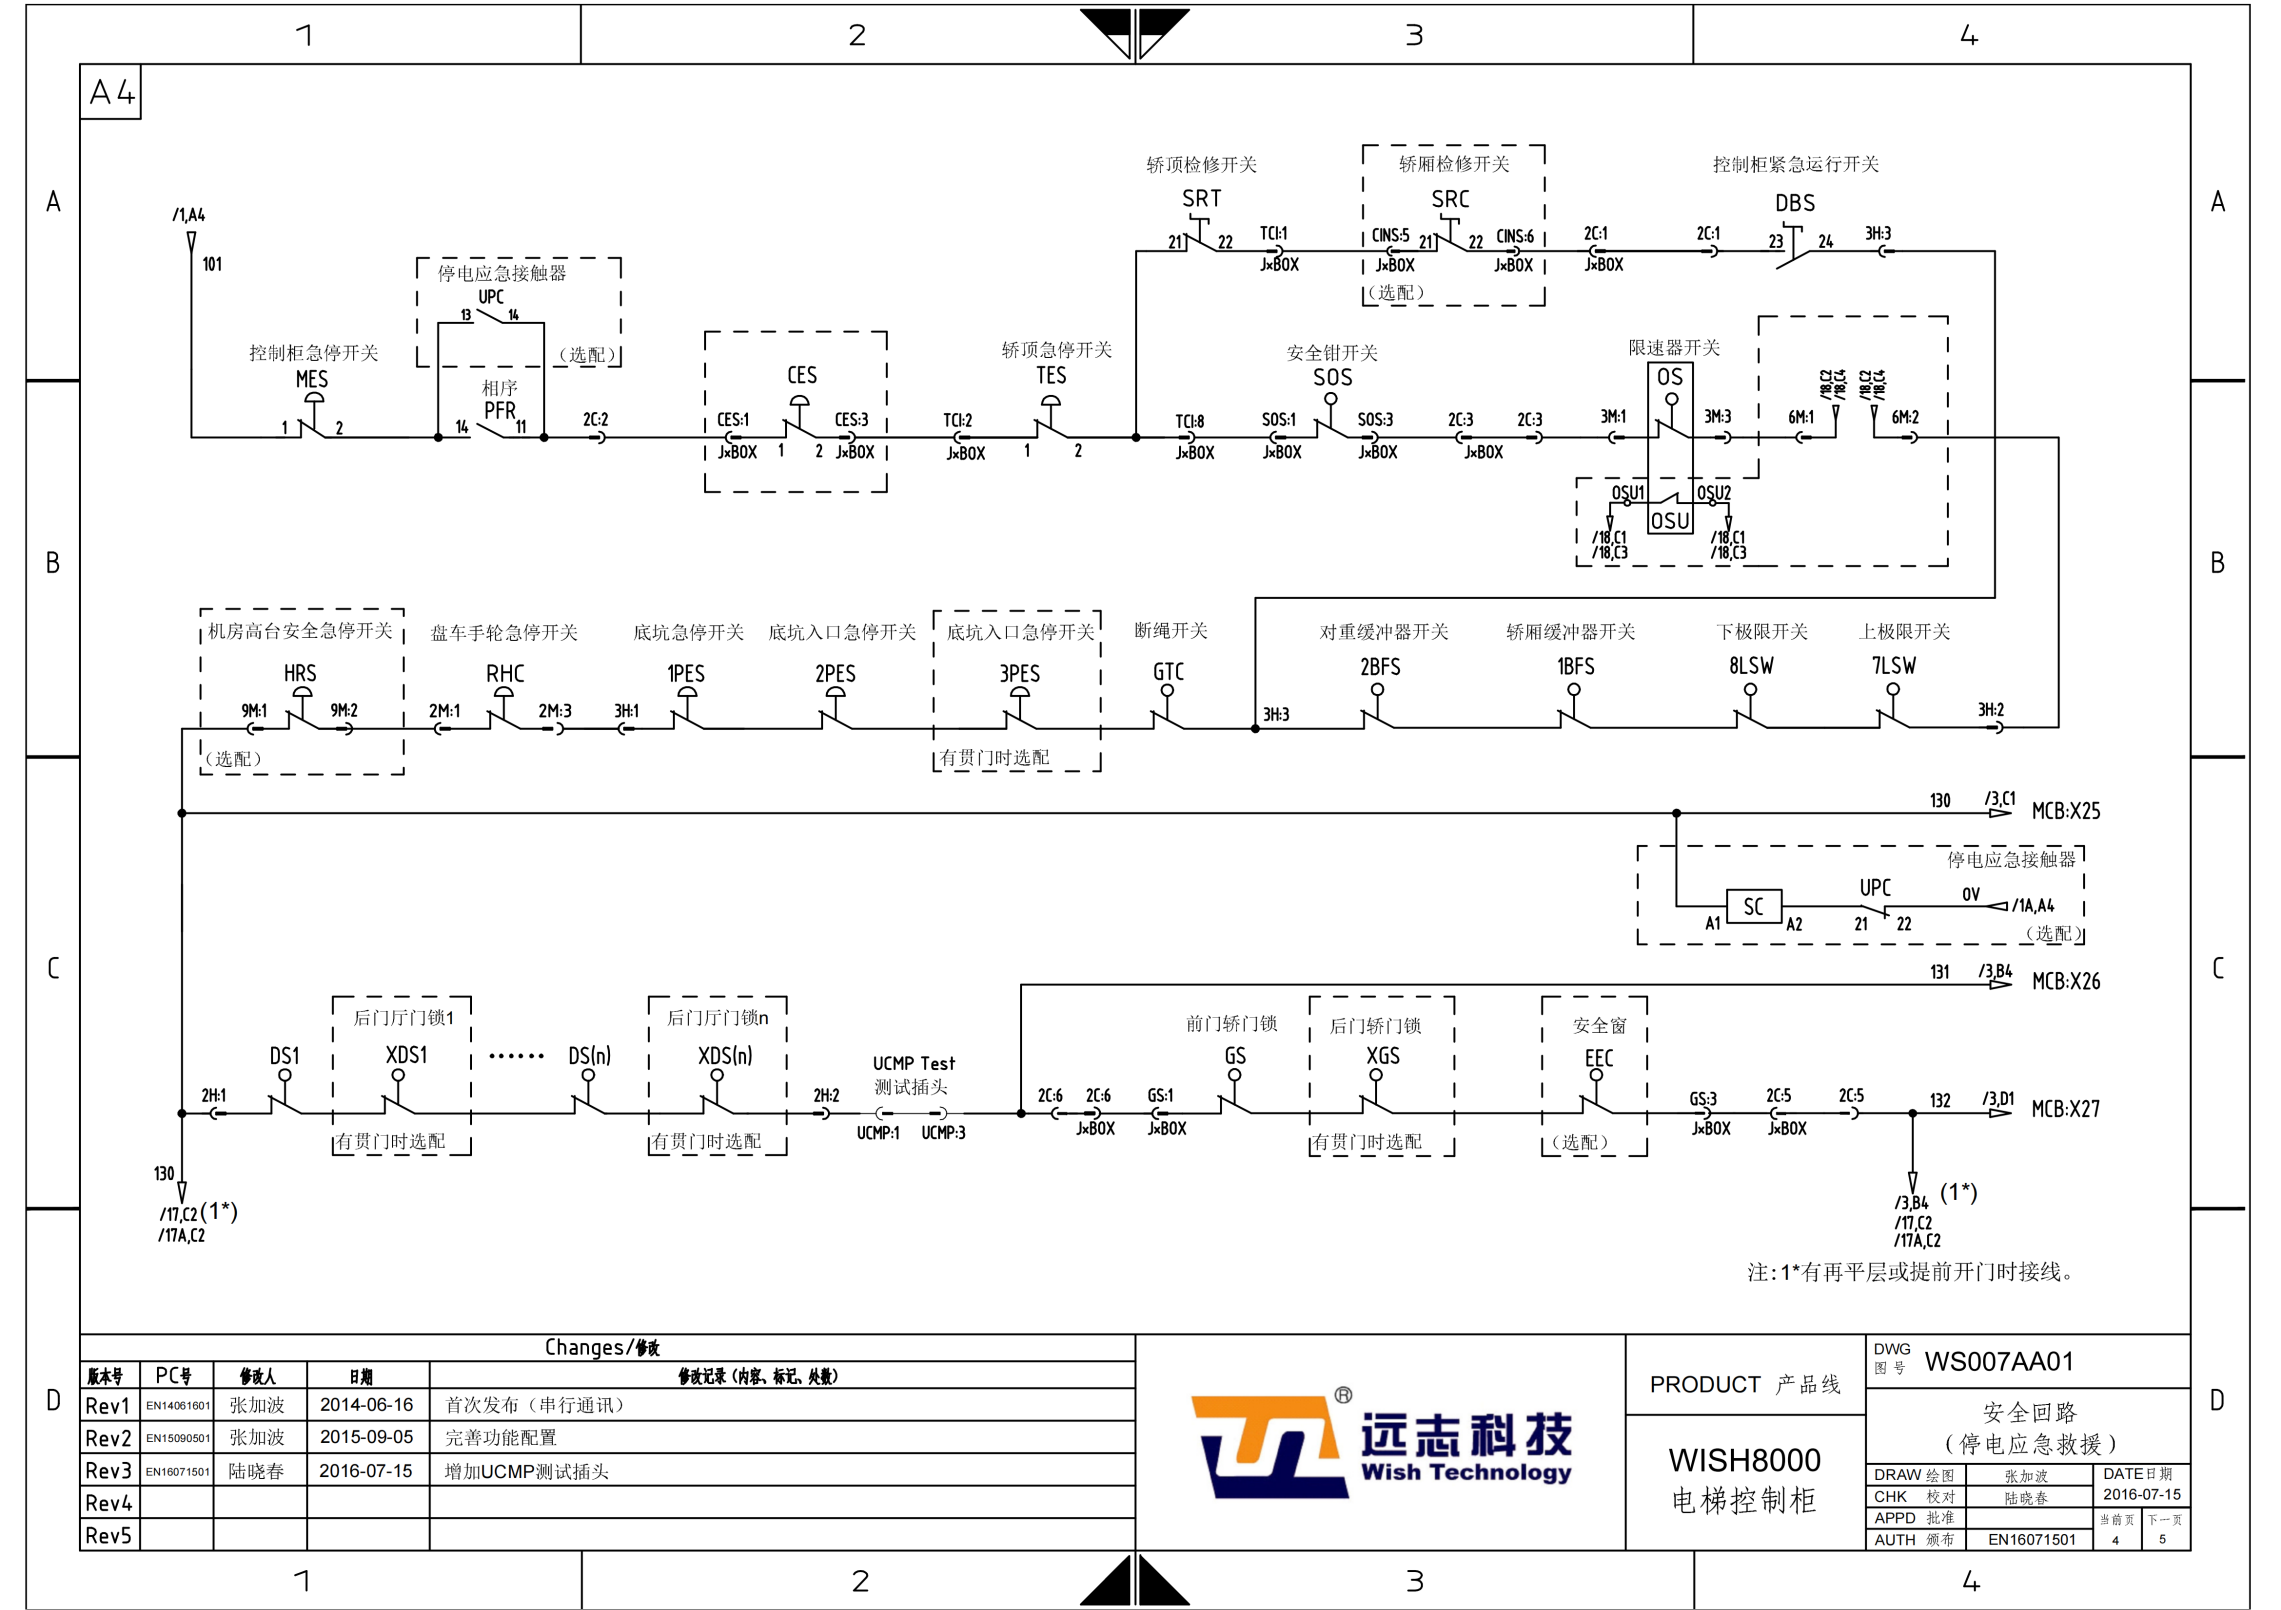 1 2 3 4
A4
A A
轿顶检修开关 轿厢检修开关 控制柜紧急运行开关
SRT SRC DBS
/1,A4
21 22 TCI:1 CINS:5 21 22 CINS:6 2C:1 2C:1 23 24 3H:3
JxBOX JxBOX JxBOX JxBOX
101
(选配)
停电应急接触器
UPC
13 14
(选配)
控制柜急停开关 轿顶急停开关 安全钳开关 限速器开关
MES CES TES SOS OS
相序
PFR
/18,C2 /18,C4 /18,C2 /18,C4
1 2 14 11 2C:2 CES:1 CES:3 TCI:2 TCI:8 SOS:1 SOS:3 2C:3 2C:3 3M:1 3M:3 6M:1 6M:2
JxBOX 1 2 JxBOX JxBOX 1 2 JxBOX JxBOX JxBOX JxBOX
OSU1 OSU2
OSU
/18,C1 /18,C1
/18,C3 /18,C3
B B
机房高台安全急停开关 盘车手轮急停开关 底坑急停开关 底坑入口急停开关 底坑入口急停开关 断绳开关 对重缓冲器开关 轿厢缓冲器开关 下极限开关 上极限开关
HRS RHC 1PES 2PES 3PES GTC 2BFS 1BFS 8LSW 7LSW
9M:1 9M:2 2M:1 2M:3 3H:1 3H:3 3H:2
(选配) 有贯门时选配
130 /3,C1 MCB:X25
停电应急接触器
SC UPC 0V /1A,A4
A1 A2 21 22
(选配)
C C
131 /3,B4 MCB:X26
后门厅门锁1 后门厅门锁n 前门轿门锁 后门轿门锁 安全窗
DS1 XDS1 •••••• DS(n) XDS(n) GS XGS EEC
UCMP Test
测试插头
2H:1 2H:2 2C:6 2C:6 GS:1 GS:3 2C:5 2C:5 132 /3,D1 MCB:X27
UCMP:1 UCMP:3 JxBOX JxBOX JxBOX JxBOX
有贯门时选配 有贯门时选配 有贯门时选配 (选配)
130
/17,C2 (1*)
/17A,C2
/3,B4 (1*)
/17,C2
/17A,C2
注:1*有再平层或提前开门时接线。
D D
Changes/修改
版本号 PC号 修改人 日期 修改记录(内容、标记、处数)
Rev1 EN14061601 张加波 2014-06-16 首次发布(串行通讯)
Rev2 EN15090501 张加波 2015-09-05 完善功能配置
Rev3 EN16071501 陆晓春 2016-07-15 增加UCMP测试插头
Rev4
Rev5
®
远志科技
Wish Technology
PRODUCT 产品线
WISH8000
电梯控制柜
DWG
图号 WS007AA01
安全回路
(停电应急救援)
DRAW 绘图 张加波 DATE日期
CHK 校对 陆晓春 2016-07-15
APPD 批准 当前页 下一页
AUTH 颁布 EN16071501 4 5
1 2 3 4